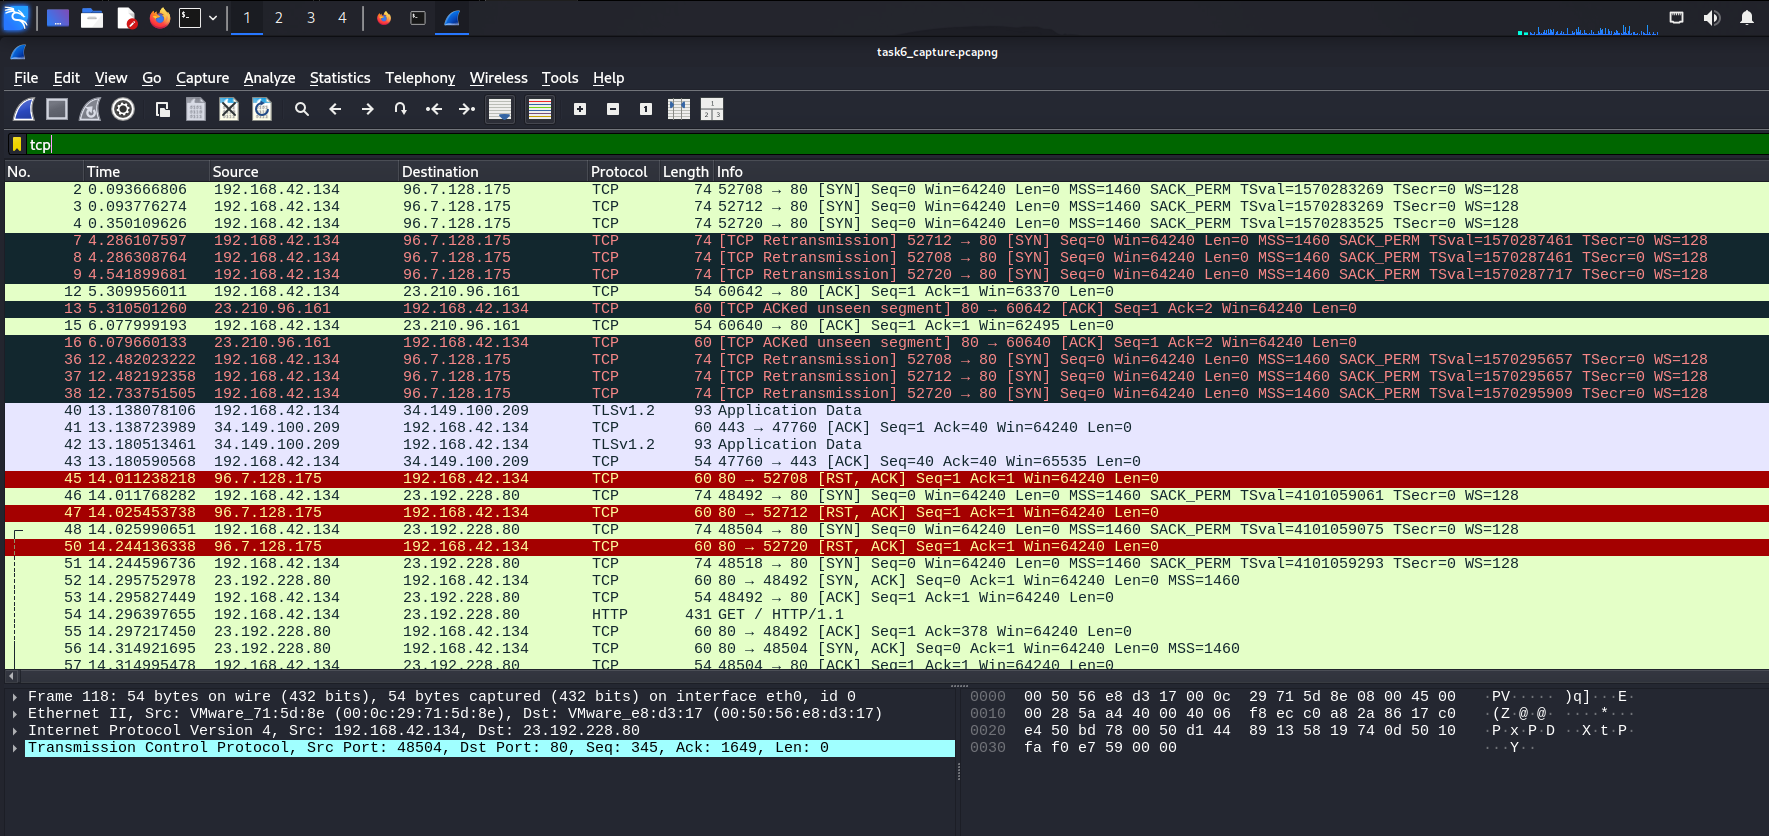 1 2 3 4
task6_capture.pcapng
File Edit View Go Capture Analyze Statistics Telephony Wireless Tools Help
tcp
No. Time Source Destination Protocol Length Info
2 0.093666806 192.168.42.134 96.7.128.175 TCP 74 52708 → 80 [SYN] Seq=0 Win=64240 Len=0 MSS=1460 SACK_PERM TSval=1570283269 TSecr=0 WS=128
3 0.093776274 192.168.42.134 96.7.128.175 TCP 74 52712 → 80 [SYN] Seq=0 Win=64240 Len=0 MSS=1460 SACK_PERM TSval=1570283269 TSecr=0 WS=128
4 0.350109626 192.168.42.134 96.7.128.175 TCP 74 52720 → 80 [SYN] Seq=0 Win=64240 Len=0 MSS=1460 SACK_PERM TSval=1570283525 TSecr=0 WS=128
7 4.286107597 192.168.42.134 96.7.128.175 TCP 74 [TCP Retransmission] 52712 → 80 [SYN] Seq=0 Win=64240 Len=0 MSS=1460 SACK_PERM TSval=1570287461 TSecr=0 WS=128
8 4.286308764 192.168.42.134 96.7.128.175 TCP 74 [TCP Retransmission] 52708 → 80 [SYN] Seq=0 Win=64240 Len=0 MSS=1460 SACK_PERM TSval=1570287461 TSecr=0 WS=128
9 4.541899681 192.168.42.134 96.7.128.175 TCP 74 [TCP Retransmission] 52720 → 80 [SYN] Seq=0 Win=64240 Len=0 MSS=1460 SACK_PERM TSval=1570287717 TSecr=0 WS=128
12 5.309956011 192.168.42.134 23.210.96.161 TCP 54 60642 → 80 [ACK] Seq=1 Ack=1 Win=63370 Len=0
13 5.310501260 23.210.96.161 192.168.42.134 TCP 60 [TCP ACKed unseen segment] 80 → 60642 [ACK] Seq=1 Ack=2 Win=64240 Len=0
15 6.077999193 192.168.42.134 23.210.96.161 TCP 54 60640 → 80 [ACK] Seq=1 Ack=1 Win=62495 Len=0
16 6.079660133 23.210.96.161 192.168.42.134 TCP 60 [TCP ACKed unseen segment] 80 → 60640 [ACK] Seq=1 Ack=2 Win=64240 Len=0
36 12.482023222 192.168.42.134 96.7.128.175 TCP 74 [TCP Retransmission] 52708 → 80 [SYN] Seq=0 Win=64240 Len=0 MSS=1460 SACK_PERM TSval=1570295657 TSecr=0 WS=128
37 12.482192358 192.168.42.134 96.7.128.175 TCP 74 [TCP Retransmission] 52712 → 80 [SYN] Seq=0 Win=64240 Len=0 MSS=1460 SACK_PERM TSval=1570295657 TSecr=0 WS=128
38 12.733751505 192.168.42.134 96.7.128.175 TCP 74 [TCP Retransmission] 52720 → 80 [SYN] Seq=0 Win=64240 Len=0 MSS=1460 SACK_PERM TSval=1570295909 TSecr=0 WS=128
40 13.138078106 192.168.42.134 34.149.100.209 TLSv1.2 93 Application Data
41 13.138723989 34.149.100.209 192.168.42.134 TCP 60 443 → 47760 [ACK] Seq=1 Ack=40 Win=64240 Len=0
42 13.180513461 34.149.100.209 192.168.42.134 TLSv1.2 93 Application Data
43 13.180590568 192.168.42.134 34.149.100.209 TCP 54 47760 → 443 [ACK] Seq=40 Ack=40 Win=65535 Len=0
45 14.011238218 96.7.128.175 192.168.42.134 TCP 60 80 → 52708 [RST, ACK] Seq=1 Ack=1 Win=64240 Len=0
46 14.011768282 192.168.42.134 23.192.228.80 TCP 74 48492 → 80 [SYN] Seq=0 Win=64240 Len=0 MSS=1460 SACK_PERM TSval=4101059061 TSecr=0 WS=128
47 14.025453738 96.7.128.175 192.168.42.134 TCP 60 80 → 52712 [RST, ACK] Seq=1 Ack=1 Win=64240 Len=0
48 14.025990651 192.168.42.134 23.192.228.80 TCP 74 48504 → 80 [SYN] Seq=0 Win=64240 Len=0 MSS=1460 SACK_PERM TSval=4101059075 TSecr=0 WS=128
50 14.244136338 96.7.128.175 192.168.42.134 TCP 60 80 → 52720 [RST, ACK] Seq=1 Ack=1 Win=64240 Len=0
51 14.244596736 192.168.42.134 23.192.228.80 TCP 74 48518 → 80 [SYN] Seq=0 Win=64240 Len=0 MSS=1460 SACK_PERM TSval=4101059293 TSecr=0 WS=128
52 14.295752978 23.192.228.80 192.168.42.134 TCP 60 80 → 48492 [SYN, ACK] Seq=0 Ack=1 Win=64240 Len=0 MSS=1460
53 14.295827449 192.168.42.134 23.192.228.80 TCP 54 48492 → 80 [ACK] Seq=1 Ack=1 Win=64240 Len=0
54 14.296397655 192.168.42.134 23.192.228.80 HTTP 431 GET / HTTP/1.1
55 14.297217450 23.192.228.80 192.168.42.134 TCP 60 80 → 48492 [ACK] Seq=1 Ack=378 Win=64240 Len=0
56 14.314921695 23.192.228.80 192.168.42.134 TCP 60 80 → 48504 [SYN, ACK] Seq=0 Ack=1 Win=64240 Len=0 MSS=1460
57 14.314995478 192.168.42.134 23.192.228.80 TCP 54 48504 → 80 [ACK] Seq=1 Ack=1 Win=64240 Len=0
Frame 118: 54 bytes on wire (432 bits), 54 bytes captured (432 bits) on interface eth0, id 0
Ethernet II, Src: VMware_71:5d:8e (00:0c:29:71:5d:8e), Dst: VMware_e8:d3:17 (00:50:56:e8:d3:17)
Internet Protocol Version 4, Src: 192.168.42.134, Dst: 23.192.228.80
Transmission Control Protocol, Src Port: 48504, Dst Port: 80, Seq: 345, Ack: 1649, Len: 0
0000 00 50 56 e8 d3 17 00 0c 29 71 5d 8e 08 00 45 00 ·PV····· )q]···E·
0010 00 28 5a a4 40 00 40 06 f8 ec c0 a8 2a 86 17 c0 ·(Z·@·@· ····*···
0020 e4 50 bd 78 00 50 d1 44 89 13 58 19 74 0d 50 10 ·P·x·P·D ··X·t·P·
0030 fa f0 e7 59 00 00 ···Y··